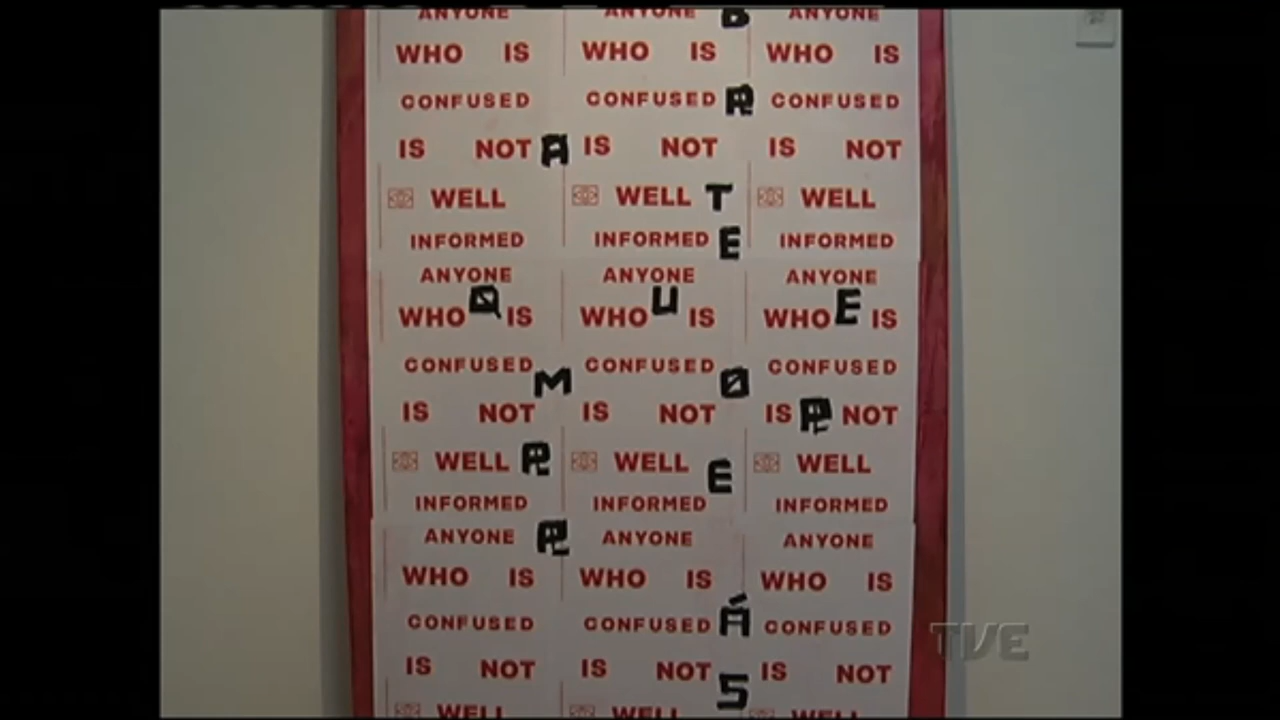 ANYONE ANYONE B ANYONE
WHO IS WHO IS WHO IS
CONFUSED CONFUSED R CONFUSED
IS NOT A IS NOT IS NOT
WELL WELL T WELL
INFORMED INFORMED E INFORMED
ANYONE ANYONE ANYONE
WHO Q IS WHO U IS WHO E IS
CONFUSED CONFUSED CONFUSED
M O
IS NOT IS NOT IS R NOT
WELL R WELL E WELL
INFORMED INFORMED INFORMED
ANYONE R ANYONE ANYONE
WHO IS WHO IS WHO IS
CONFUSED CONFUSED Á CONFUSED
IS NOT IS NOT IS NOT
S
WELL WELL WELL
TVE